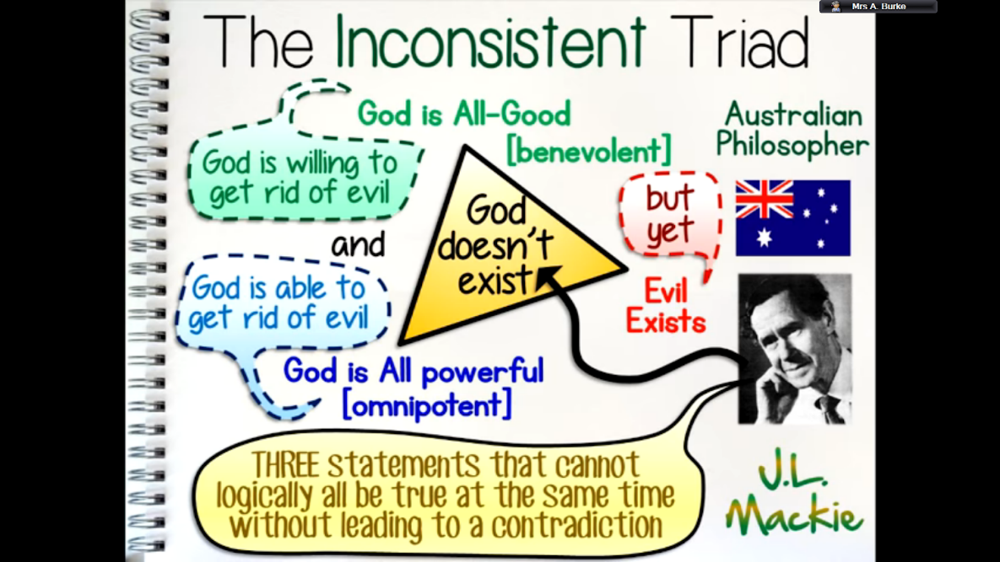 Mrs A. Burke
The Inconsistent Triad
God is All-Good
[benevolent]
Australian
Philosopher
God is willing to
get rid of evil
and
God is able to
get rid of evil
God
doesn't
exist
but
yet
Evil
Exists
God is All powerful
[omnipotent]
THREE statements that cannot
logically all be true at the same time
without leading to a contradiction
J.L.
Mackie